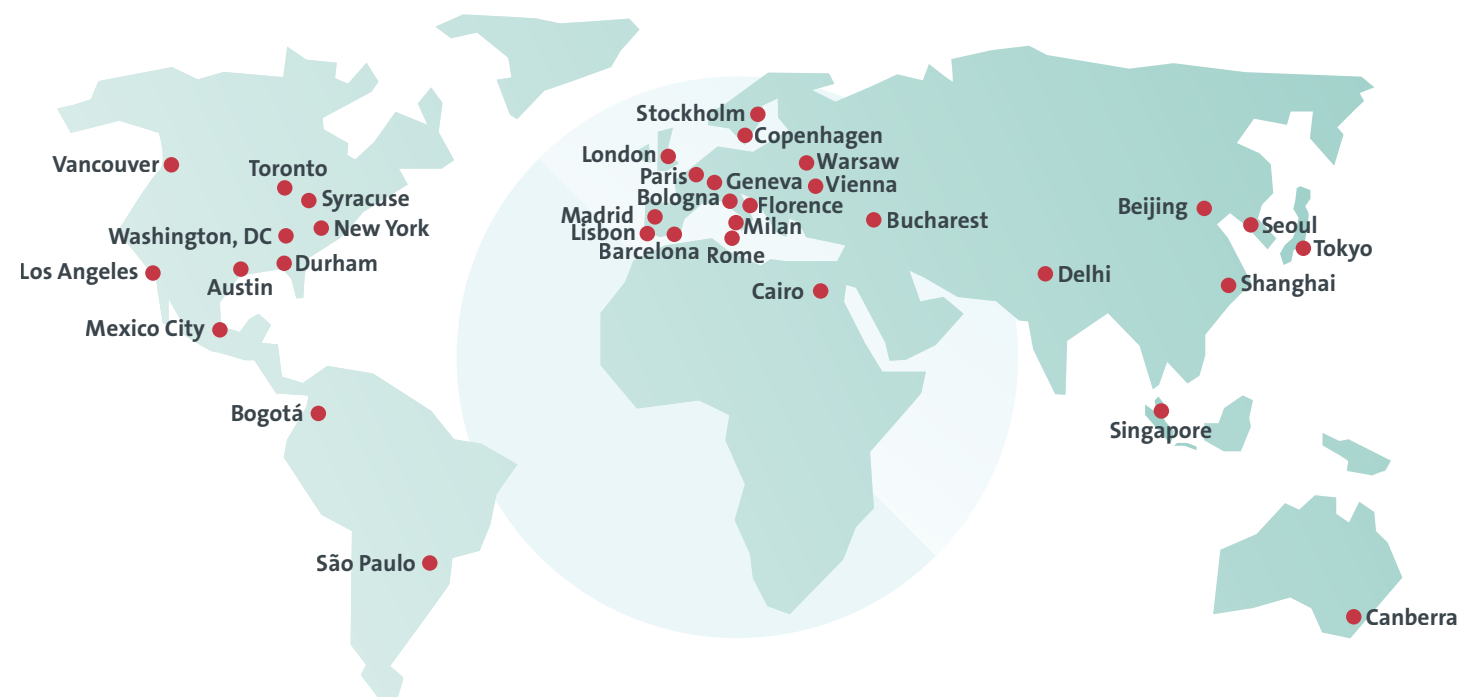 Stockholm
Copenhagen
London
Warsaw
Vancouver
Toronto
Paris
Geneva
Vienna
Syracuse
Bologna
Florence
Beijing
Madrid
Bucharest
Seoul
New York
Milan
Washington, DC
Lisbon
Tokyo
Barcelona
Rome
Durham
Los Angeles
Delhi
Shanghai
Austin
Cairo
Mexico City
Bogotá
Singapore
São Paulo
Canberra